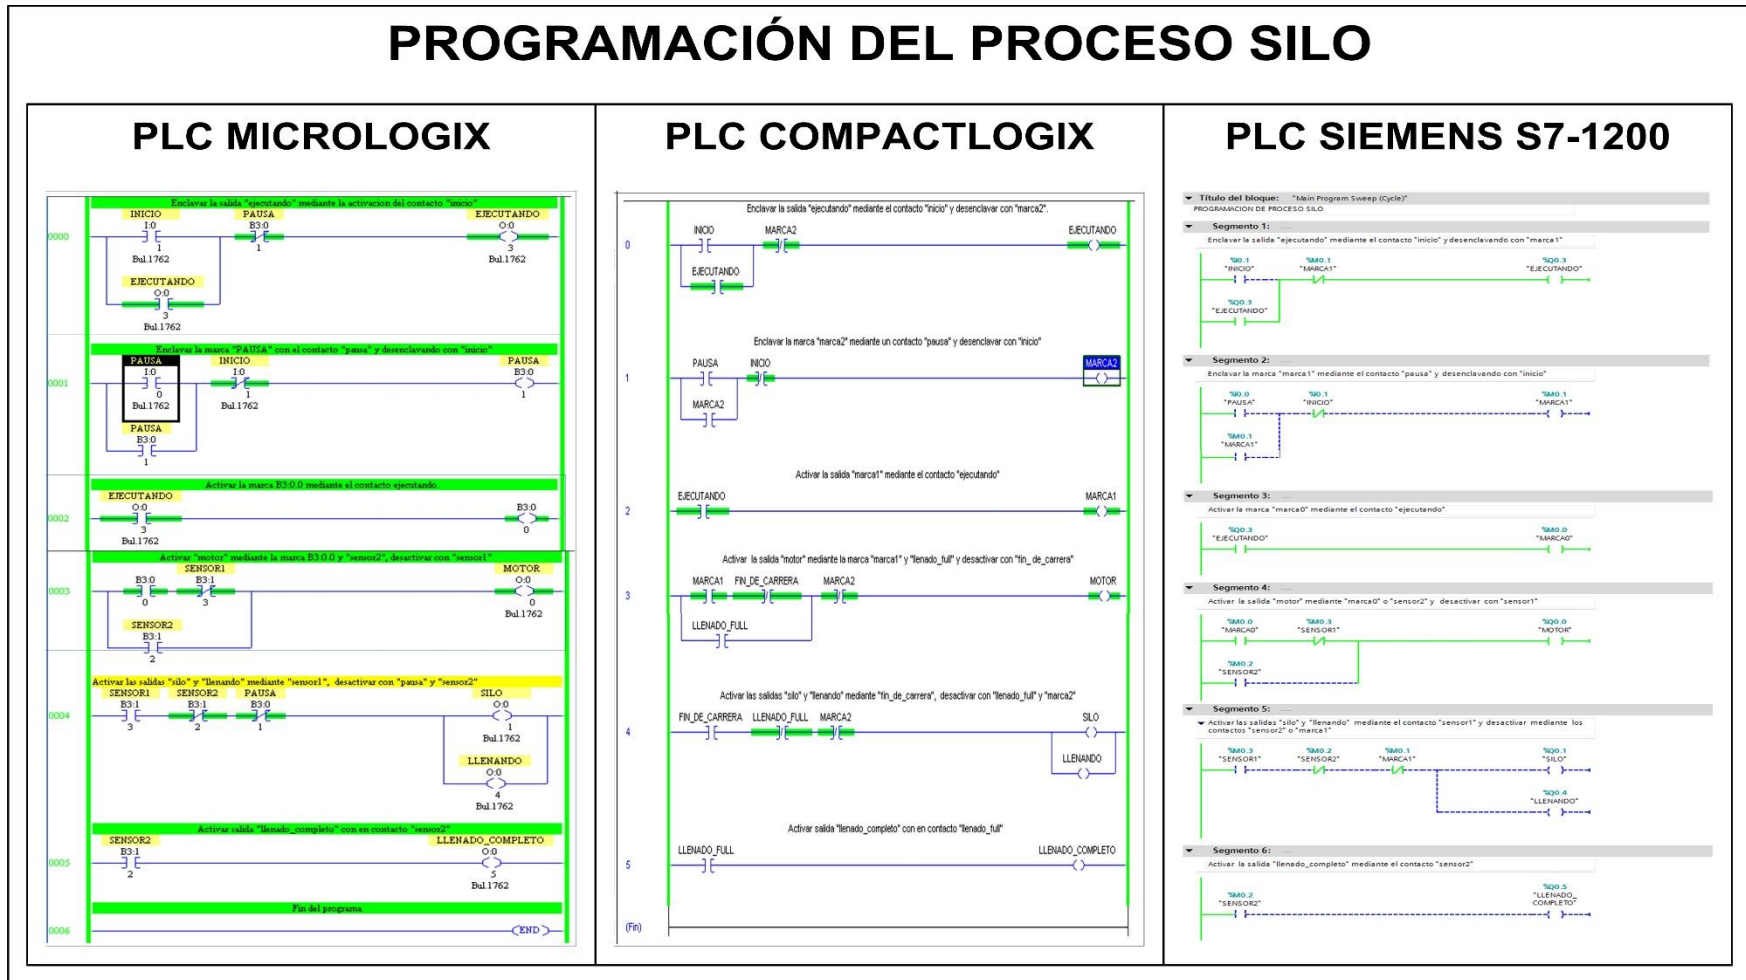 PROGRAMACIÓN DEL PROCESO SILO
PLC MICROLOGIX
Enclavar la salida "ejecutando" mediante la activacion del contacto "inicio"
INICIO PAUSA EJECUTANDO
I:0 B3:0 O:0
0000
1 1 3
Bul.1762 Bul.1762
EJECUTANDO
O:0
3
Bul.1762
Enclavar la marca "PAUSA" con el contacto "pausa" y desenclavando con "inicio"
PAUSA INICIO PAUSA
I:0 I:0 B3:0
0001
0 1 1
Bul.1762 Bul.1762
PAUSA
B3:0
1
Activar la marca B3:0.0 mediante el contacto ejecutando.
EJECUTANDO
O:0 B3:0
0002
3 0
Bul.1762
Activar "motor" mediante la marca B3:0.0 y "sensor2", desactivar con "sensor1"
SENSOR1 MOTOR
B3:0 B3:1 O:0
0003
0 3 0
Bul.1762
SENSOR2
B3:1
2
Activar las salidas "silo" y "llenando" mediante "sensor1", desactivar con "pausa" y "sensor2"
SENSOR1 SENSOR2 PAUSA SILO
B3:1 B3:1 B3:0 O:0
0004
3 2 1 1
Bul.1762
LLENANDO
O:0
4
Bul.1762
Activar salida "llenado_completo" con en contacto "sensor2"
SENSOR2 LLENADO_COMPLETO
B3:1 O:0
0005
2 5
Bul.1762
Fin del programa
0006 END
PLC COMPACTLOGIX
Enclavar la salida "ejecutando" mediante el contacto "inicio" y desenclavar con "marca2".
INICIO MARCA2 EJECUTANDO
0
EJECUTANDO
Enclavar la marca "marca2" mediante un contacto "pausa" y desenclavar con "inicio"
PAUSA INICIO MARCA2
1
MARCA2
Activar la salida "marca1" mediante el contacto "ejecutando"
EJECUTANDO MARCA1
2
Activar la salida "motor" mediante la marca "marca1" y "llenado_full" y desactivar con "fin_de_carrera"
MARCA1 FIN_DE_CARRERA MARCA2 MOTOR
3
LLENADO_FULL
Activar las salidas "silo" y "llenando" mediante "fin_de_carrera", desactivar con "llenado_full" y "marca2"
FIN_DE_CARRERA LLENADO_FULL MARCA2 SILO
4
LLENANDO
Activar salida "llenado_completo" con en contacto "llenado_full"
LLENADO_FULL LLENADO_COMPLETO
5
(Fin)
PLC SIEMENS S7-1200
Título del bloque: "Main Program Sweep (Cycle)"
PROGRAMACION DE PROCESO SILO
Segmento 1:
Enclavar la salida "ejecutando" mediante el contacto "inicio" y desenclavando con "marca1"
%I0.1 %M0.1 %Q0.3
"INICIO" "MARCA1" "EJECUTANDO"
%Q0.3
"EJECUTANDO"
Segmento 2:
Enclavar la marca "marca1" mediante el contacto "pausa" y desenclavando con "inicio"
%I0.0 %I0.1 %M0.1
"PAUSA" "INICIO" "MARCA1"
%M0.1
"MARCA1"
Segmento 3:
Activar la marca "marca0" mediante el contacto "ejecutando"
%Q0.3 %M0.0
"EJECUTANDO" "MARCA0"
Segmento 4:
Activar la salida "motor" mediante "marca0" o "sensor2" y desactivar con "sensor1"
%M0.0 %M0.3 %Q0.0
"MARCA0" "SENSOR1" "MOTOR"
%M0.2
"SENSOR2"
Segmento 5:
Activar las salidas "silo" y "llenando" mediante el contacto "sensor1" y desactivar mediante los
contactos "sensor2" o "marca1"
%M0.3 %M0.2 %M0.1 %Q0.1
"SENSOR1" "SENSOR2" "MARCA1" "SILO"
%Q0.4
"LLENANDO"
Segmento 6:
Activar la salida "llenado_completo" mediante el contacto "sensor2"
%Q0.5
%M0.2 "LLENADO_
"SENSOR2" COMPLETO"